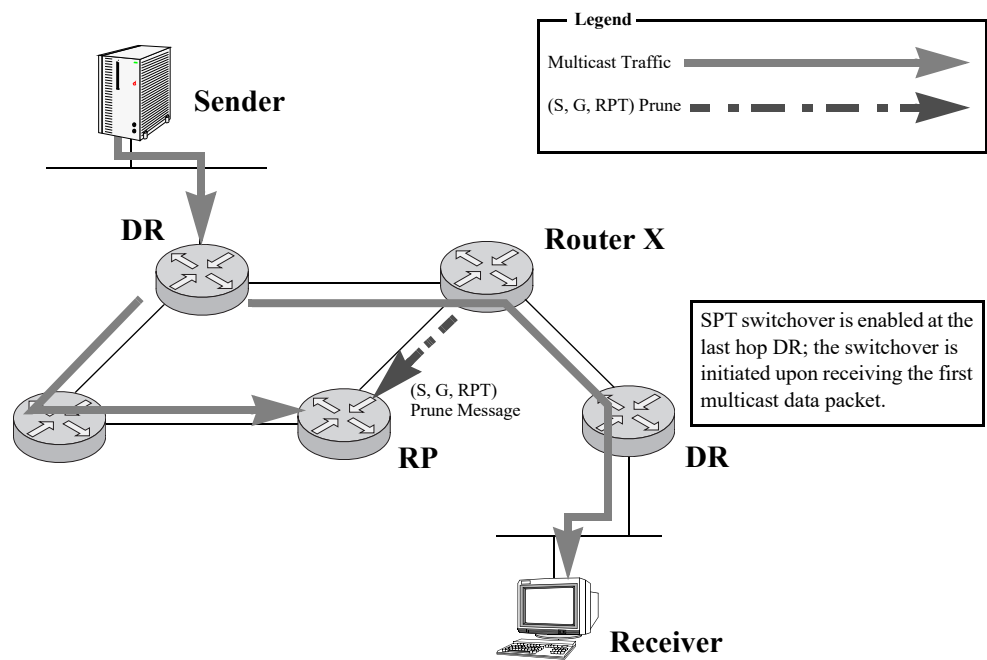 Legend
Multicast Traffic
(S, G, RPT) Prune
Sender
DR
Router X
SPT switchover is enabled at the
last hop DR; the switchover is
initiated upon receiving the first
multicast data packet.
(S, G, RPT)
Prune Message
RP
DR
Receiver